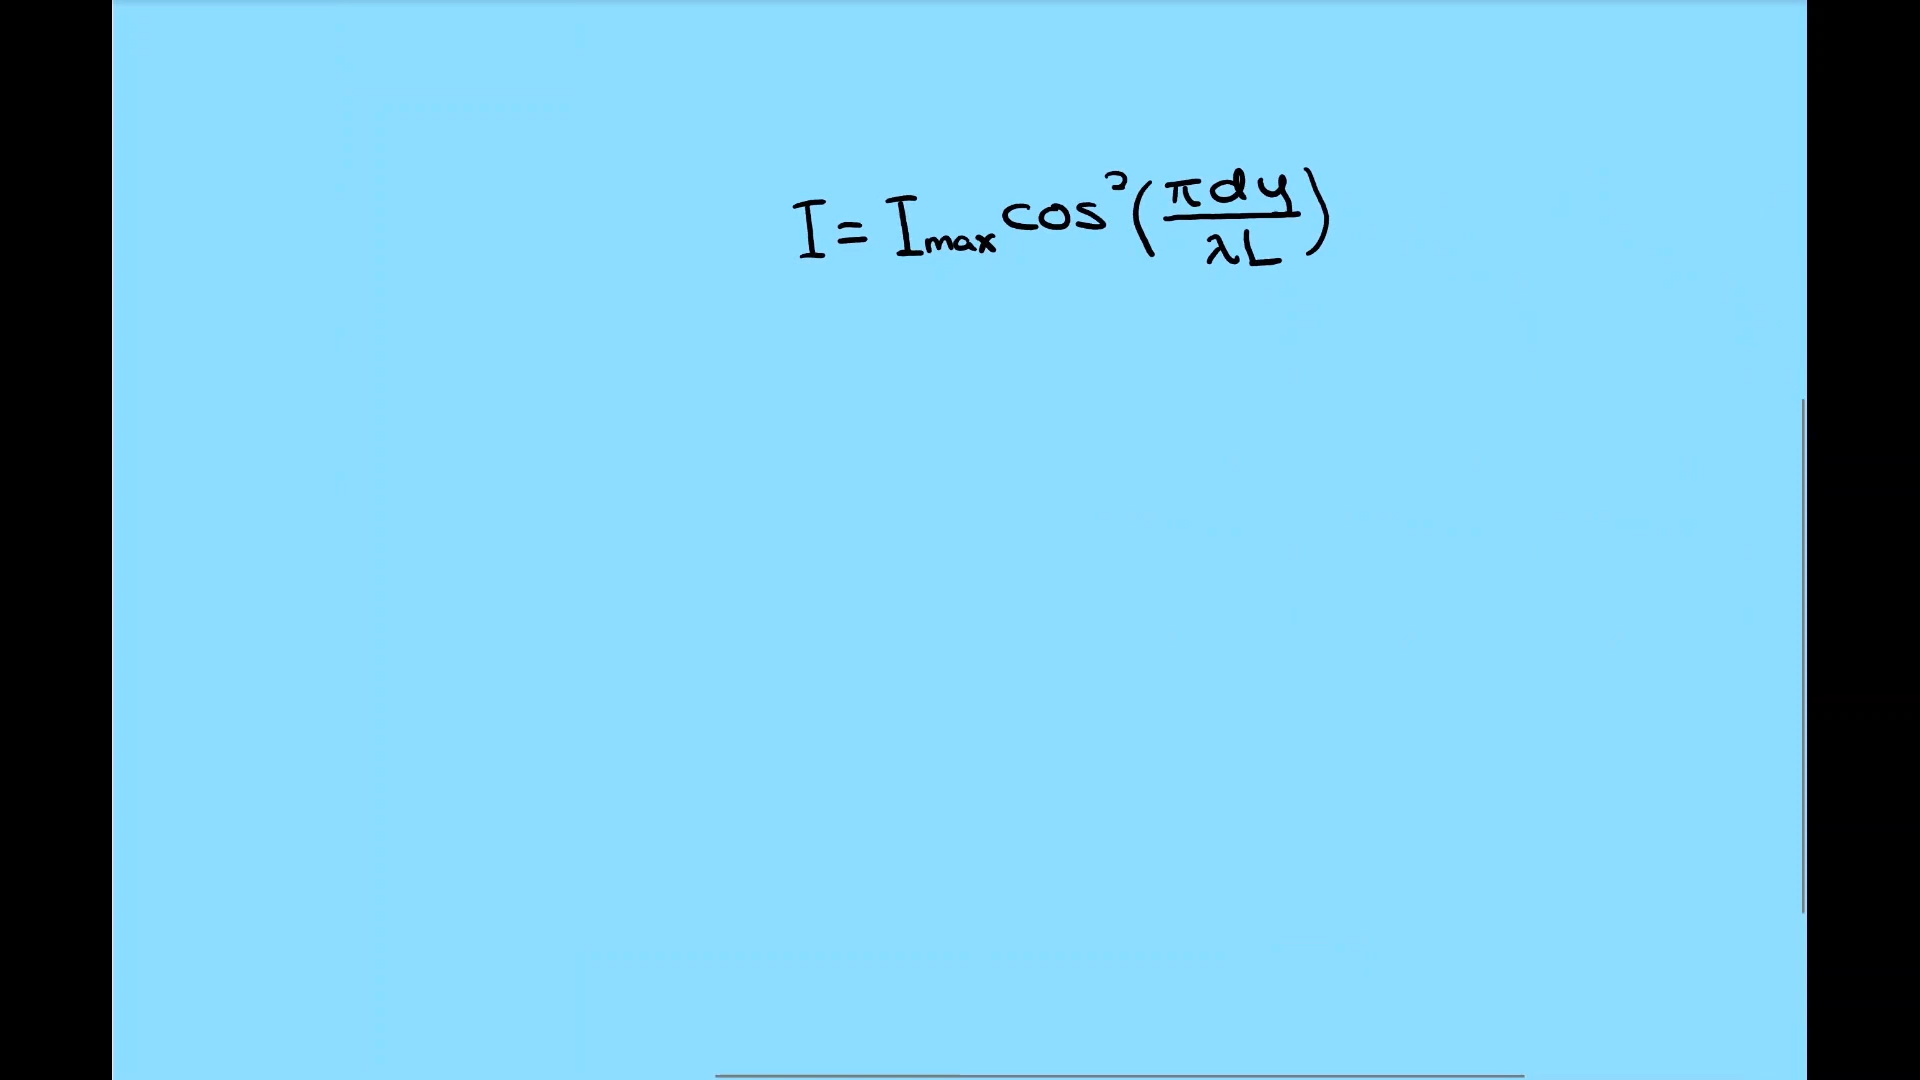 I = Imax cos²(πdy/λL)